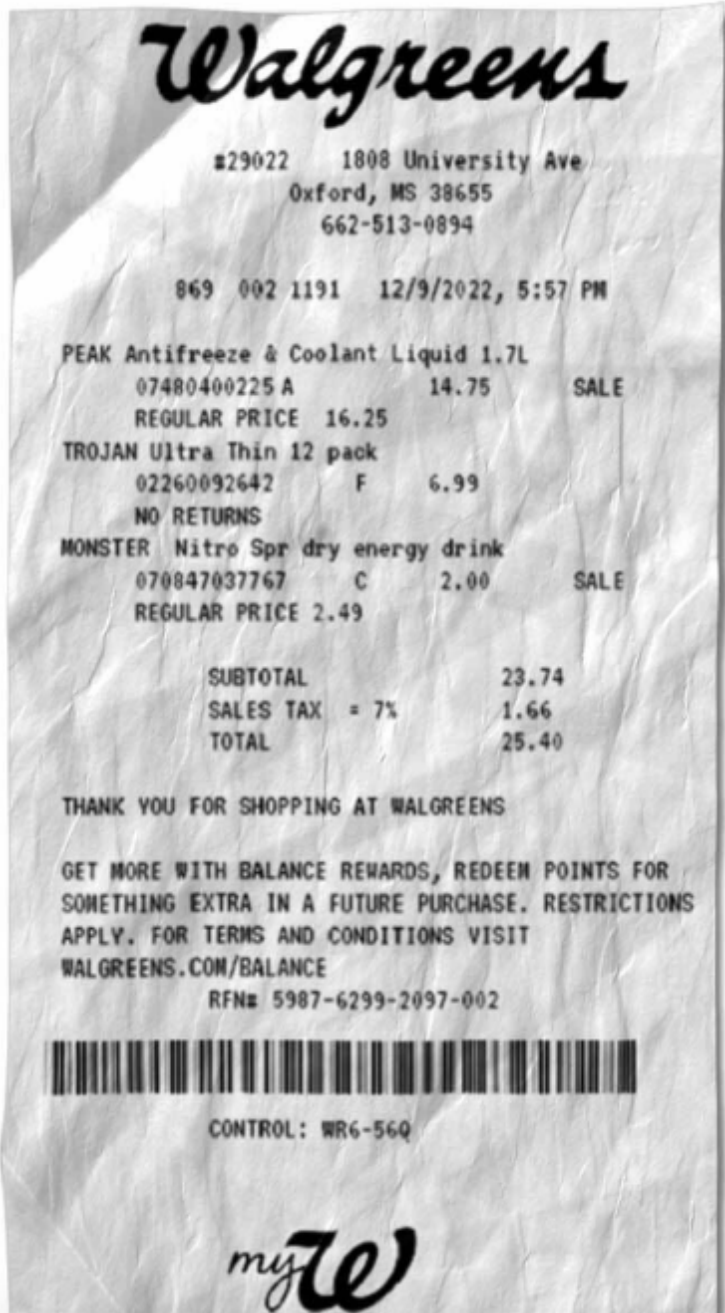 Walgreens
#29022 1808 University Ave
Oxford, MS 38655
662-513-0894
869 002 1191 12/9/2022, 5:57 PM
PEAK Antifreeze & Coolant Liquid 1.7L
07480400225 A 14.75 SALE
REGULAR PRICE 16.25
TROJAN Ultra Thin 12 pack
02260092642 F 6.99
NO RETURNS
MONSTER Nitro Spr dry energy drink
070847037767 C 2.00 SALE
REGULAR PRICE 2.49
SUBTOTAL 23.74
SALES TAX = 7% 1.66
TOTAL 25.40
THANK YOU FOR SHOPPING AT WALGREENS
GET MORE WITH BALANCE REWARDS, REDEEM POINTS FOR
SOMETHING EXTRA IN A FUTURE PURCHASE. RESTRICTIONS
APPLY. FOR TERMS AND CONDITIONS VISIT
WALGREENS.COM/BALANCE
RFN# 5987-6299-2097-002
CONTROL: WR6-56Q
my W